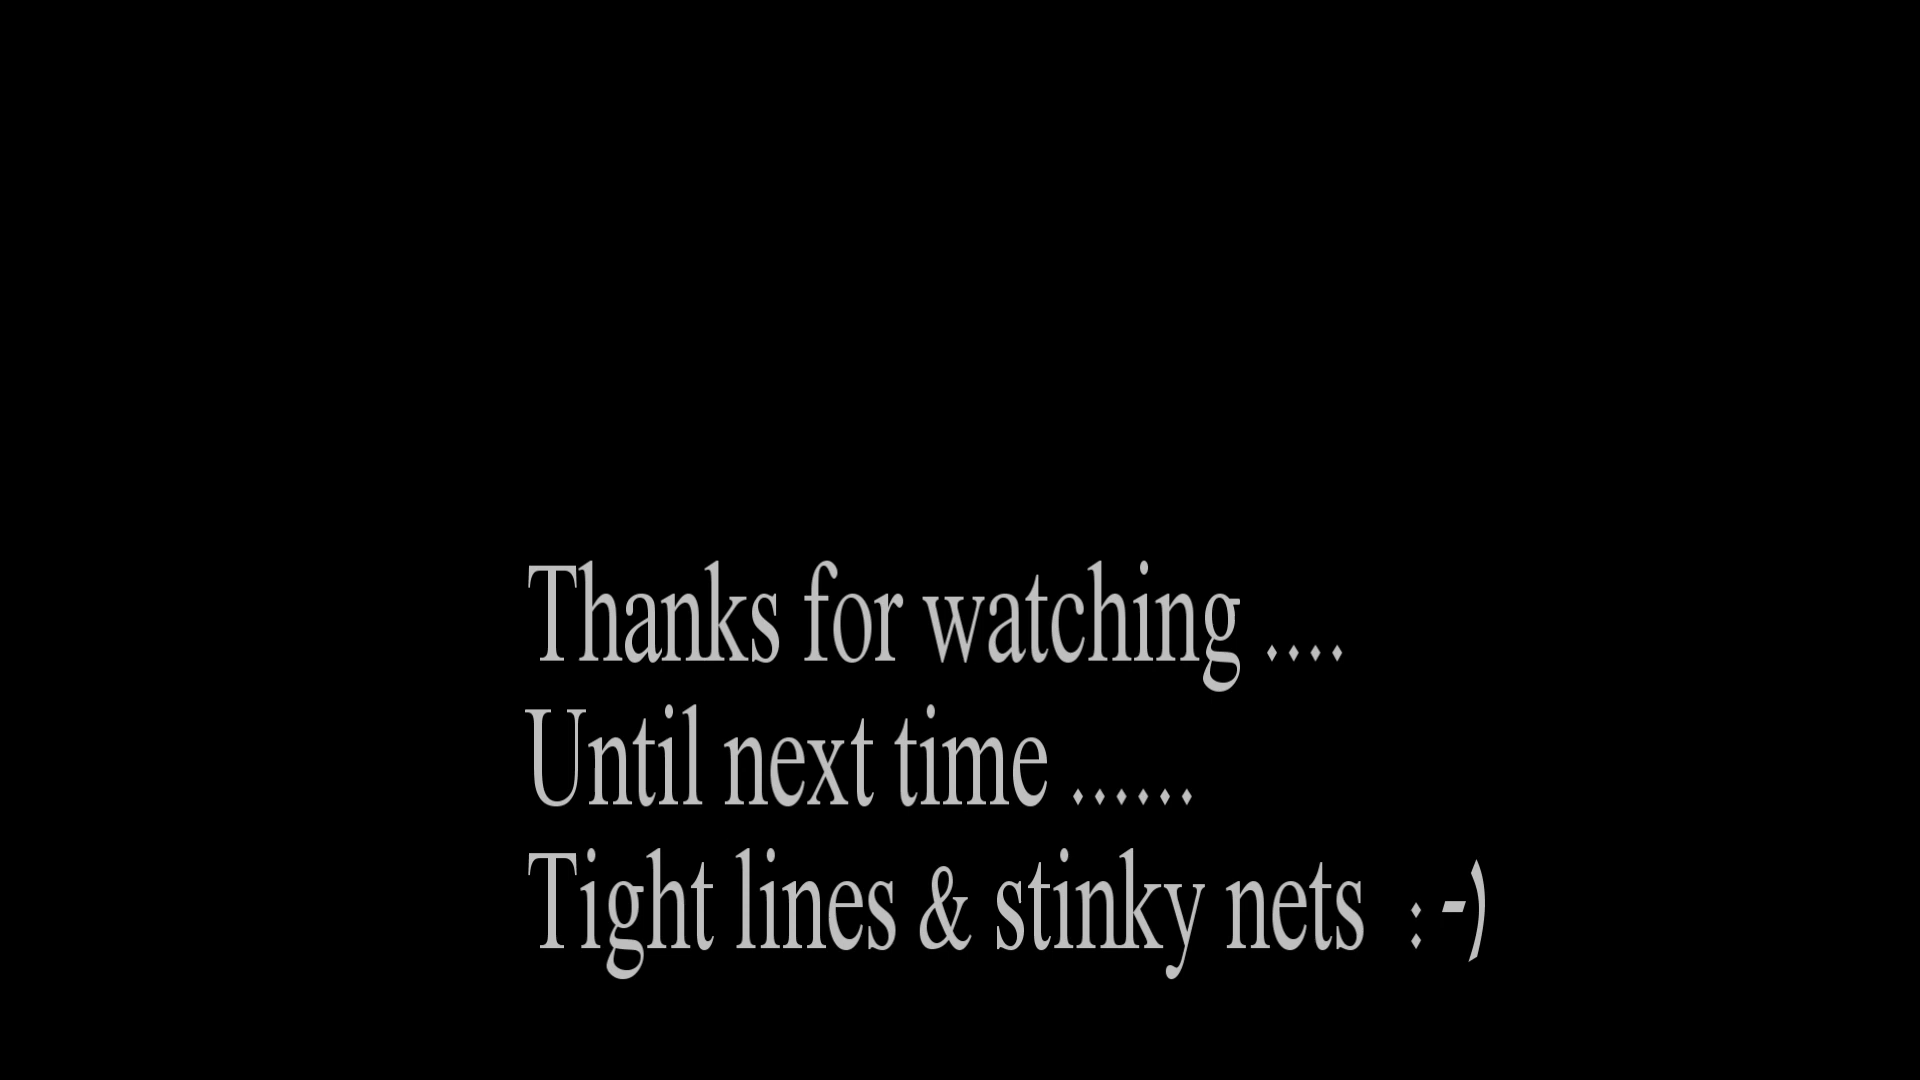 Thanks for watching ....
Until next time ......
Tight lines & stinky nets  : -)